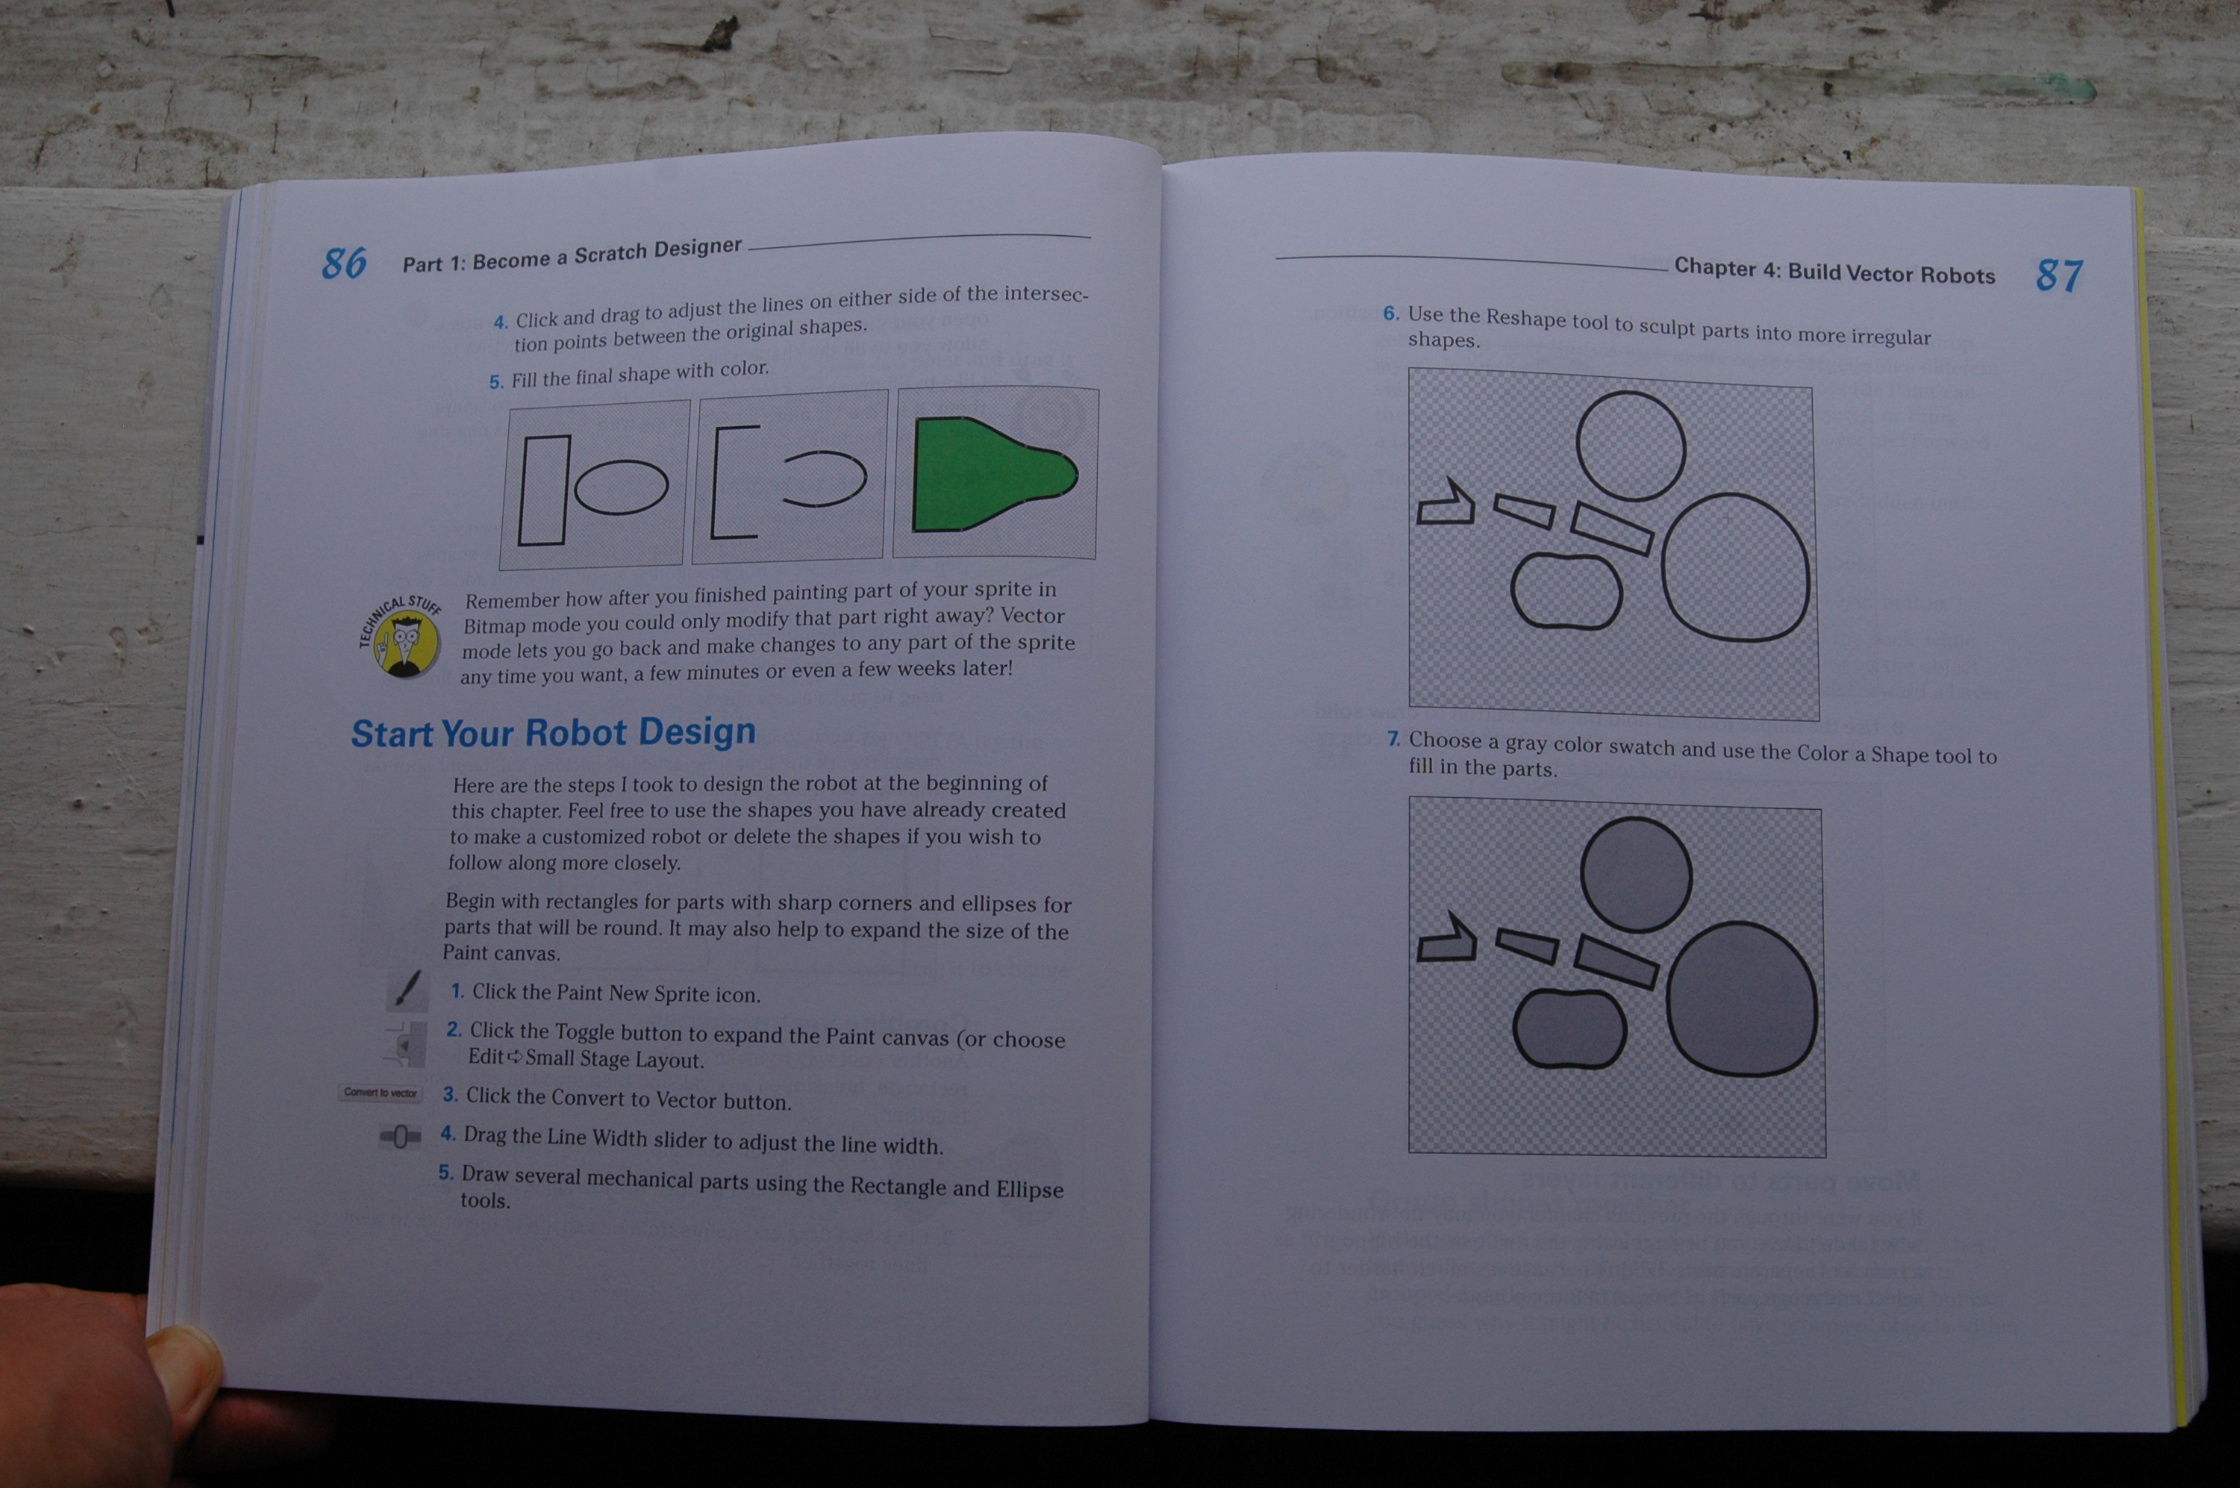 86 Part 1: Become a Scratch Designer
4. Click and drag to adjust the lines on either side of the intersec-
tion points between the original shapes.
5. Fill the final shape with color.
TECHNICAL STUFF
Remember how after you finished painting part of your sprite in
Bitmap mode you could only modify that part right away? Vector
mode lets you go back and make changes to any part of the sprite
any time you want, a few minutes or even a few weeks later!
Start Your Robot Design
Here are the steps I took to design the robot at the beginning of
this chapter. Feel free to use the shapes you have already created
to make a customized robot or delete the shapes if you wish to
follow along more closely.
Begin with rectangles for parts with sharp corners and ellipses for
parts that will be round. It may also help to expand the size of the
Paint canvas.
1. Click the Paint New Sprite icon.
2. Click the Toggle button to expand the Paint canvas (or choose
Edit➪Small Stage Layout.
Convert to vector
3. Click the Convert to Vector button.
4. Drag the Line Width slider to adjust the line width.
5. Draw several mechanical parts using the Rectangle and Ellipse
tools.
Chapter 4: Build Vector Robots 87
6. Use the Reshape tool to sculpt parts into more irregular
shapes.
7. Choose a gray color swatch and use the Color a Shape tool to
fill in the parts.